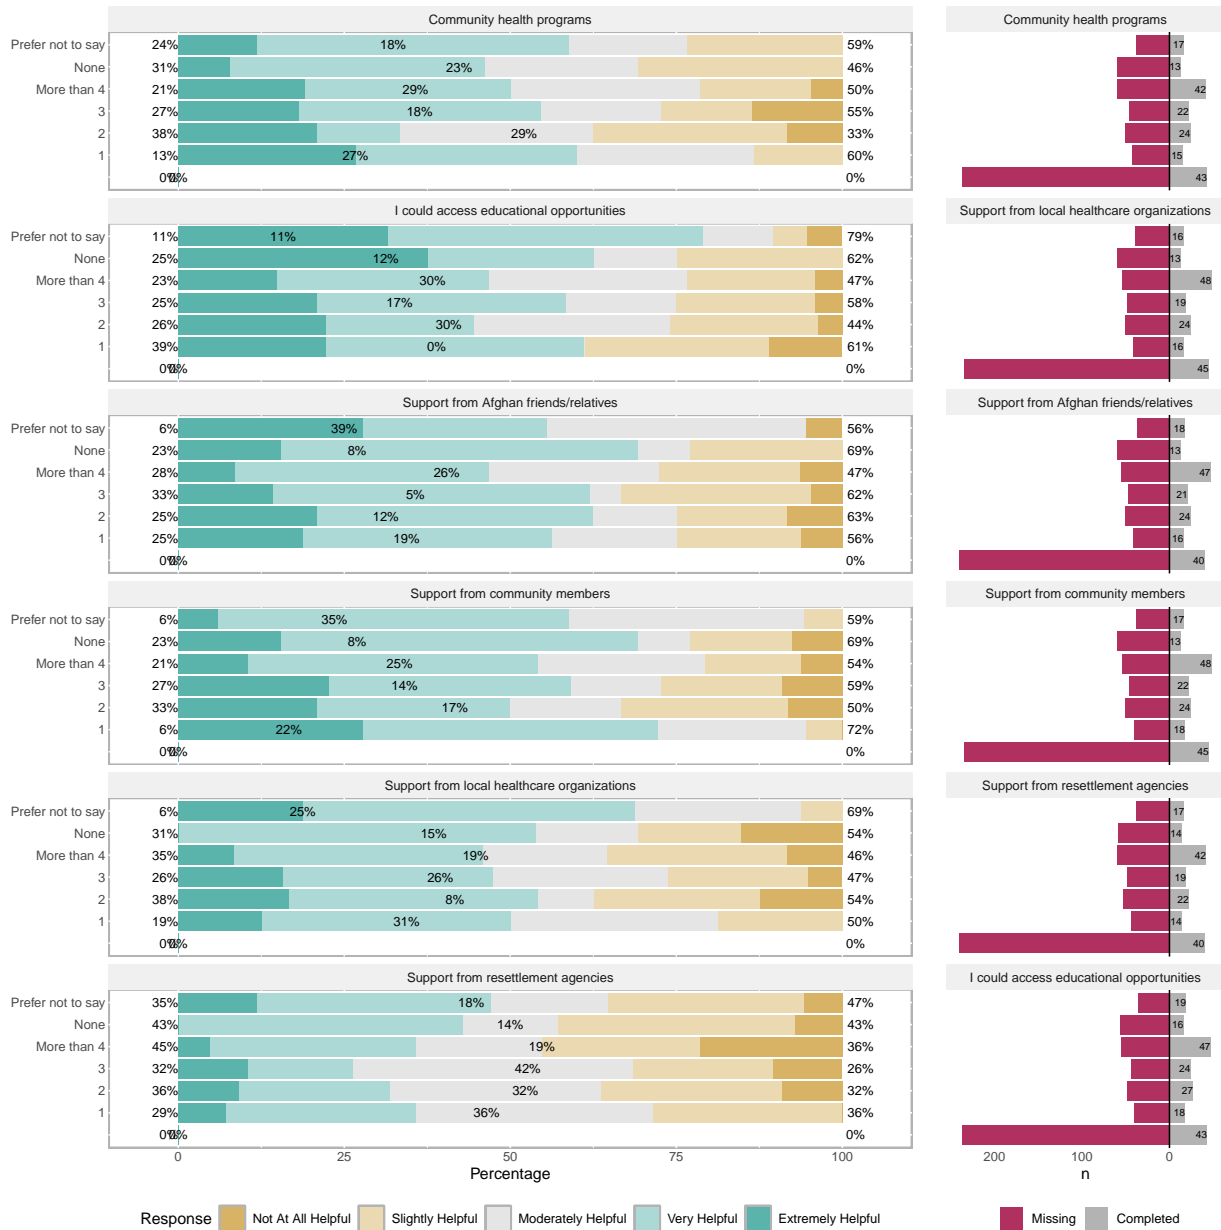 Community health programs
Community health programs
Prefer not to say 24% 18% 59% 17
None 31% 23% 46% 13
More than 4 21% 29% 50% 42
3 27% 18% 55% 22
2 38% 29% 33% 24
1 13% 27% 60% 15
0% 0% 0% 43
I could access educational opportunities
Support from local healthcare organizations
Prefer not to say 11% 11% 79% 16
None 25% 12% 62% 13
More than 4 23% 30% 47% 48
3 25% 17% 58% 19
2 26% 30% 44% 24
1 39% 0% 61% 16
0% 0% 0% 45
Support from Afghan friends/relatives
Support from Afghan friends/relatives
Prefer not to say 6% 39% 56% 18
None 23% 8% 69% 13
More than 4 28% 26% 47% 47
3 33% 5% 62% 21
2 25% 12% 63% 24
1 25% 19% 56% 16
0% 0% 0% 40
Support from community members
Support from community members
Prefer not to say 6% 35% 59% 17
None 23% 8% 69% 13
More than 4 21% 25% 54% 48
3 27% 14% 59% 22
2 33% 17% 50% 24
1 6% 22% 72% 18
0% 0% 0% 45
Support from local healthcare organizations
Support from resettlement agencies
Prefer not to say 6% 25% 69% 17
None 31% 15% 54% 14
More than 4 35% 19% 46% 42
3 26% 26% 47% 19
2 38% 8% 54% 22
1 19% 31% 50% 14
0% 0% 0% 40
Support from resettlement agencies
I could access educational opportunities
Prefer not to say 35% 18% 47% 19
None 43% 14% 43% 16
More than 4 45% 19% 36% 47
3 32% 42% 26% 24
2 36% 32% 32% 27
1 29% 36% 36% 18
0% 0% 0% 43
0 25 50 75 100 200 100 0
Percentage n
Response Not At All Helpful Slightly Helpful Moderately Helpful Very Helpful Extremely Helpful Missing Completed